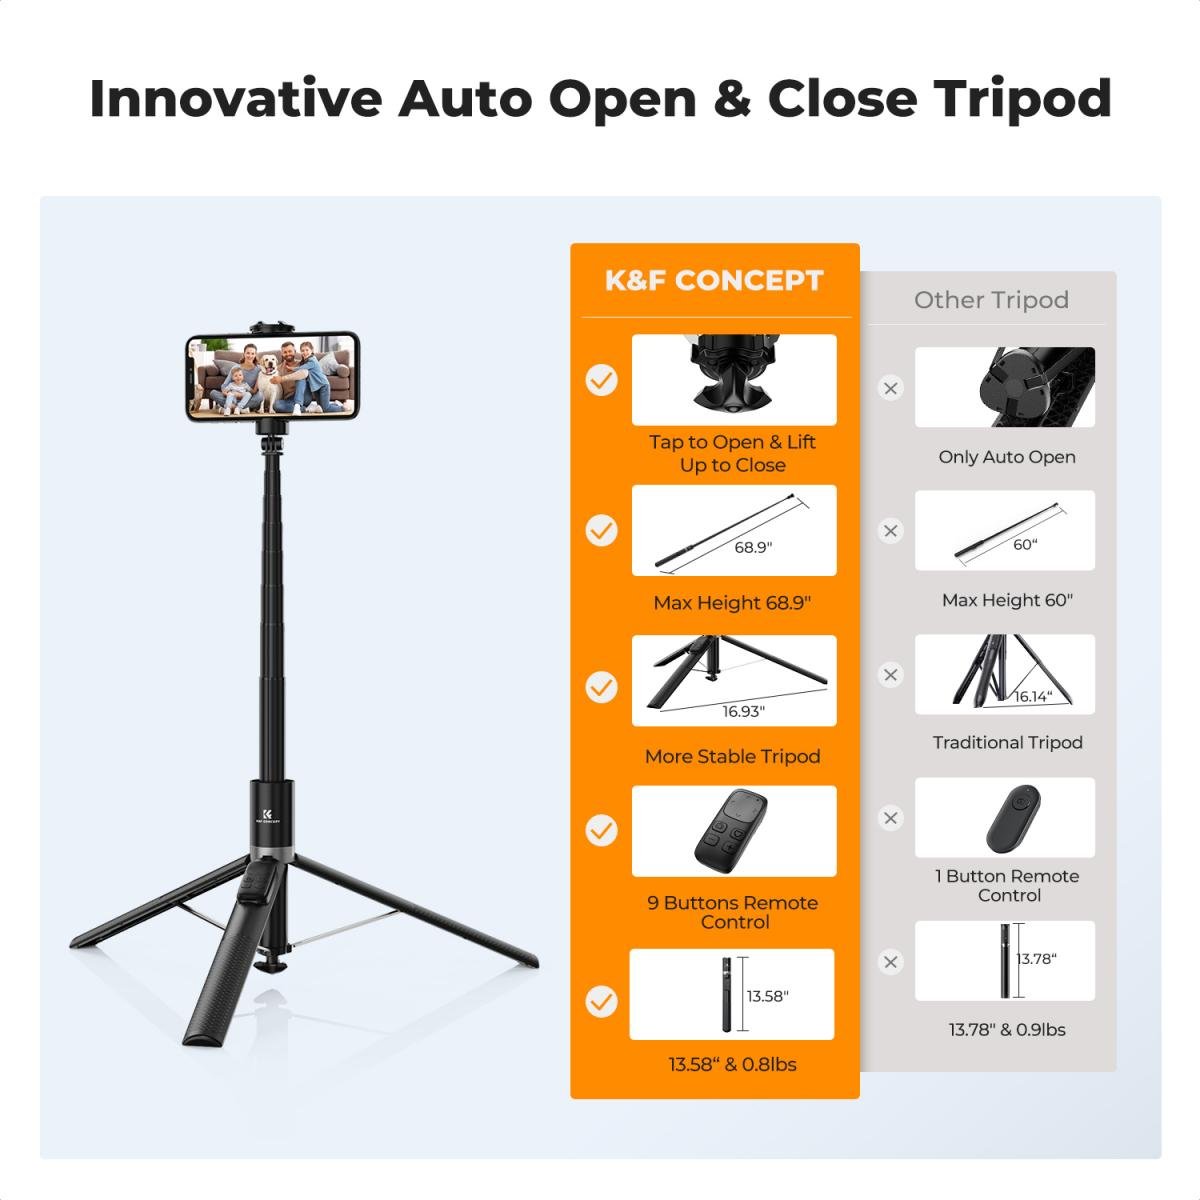 Innovative Auto Open & Close Tripod
K&F CONCEPT
Tap to Open & Lift
Up to Close
68.9"
Max Height 68.9"
16.93"
More Stable Tripod
9 Buttons Remote
Control
13.58"
13.58“ & 0.8lbs
Other Tripod
Only Auto Open
60“
Max Height 60"
16.14“
Traditional Tripod
1 Button Remote
Control
13.78“
13.78" & 0.9lbs
K&F CONCEPT